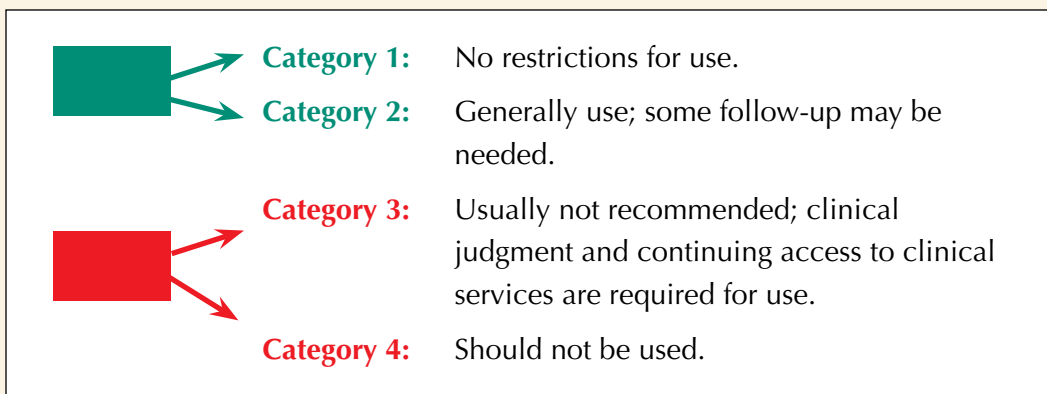 Category 1: No restrictions for use.
Category 2: Generally use; some follow-up may be
needed.
Category 3: Usually not recommended; clinical
judgment and continuing access to clinical
services are required for use.
Category 4: Should not be used.